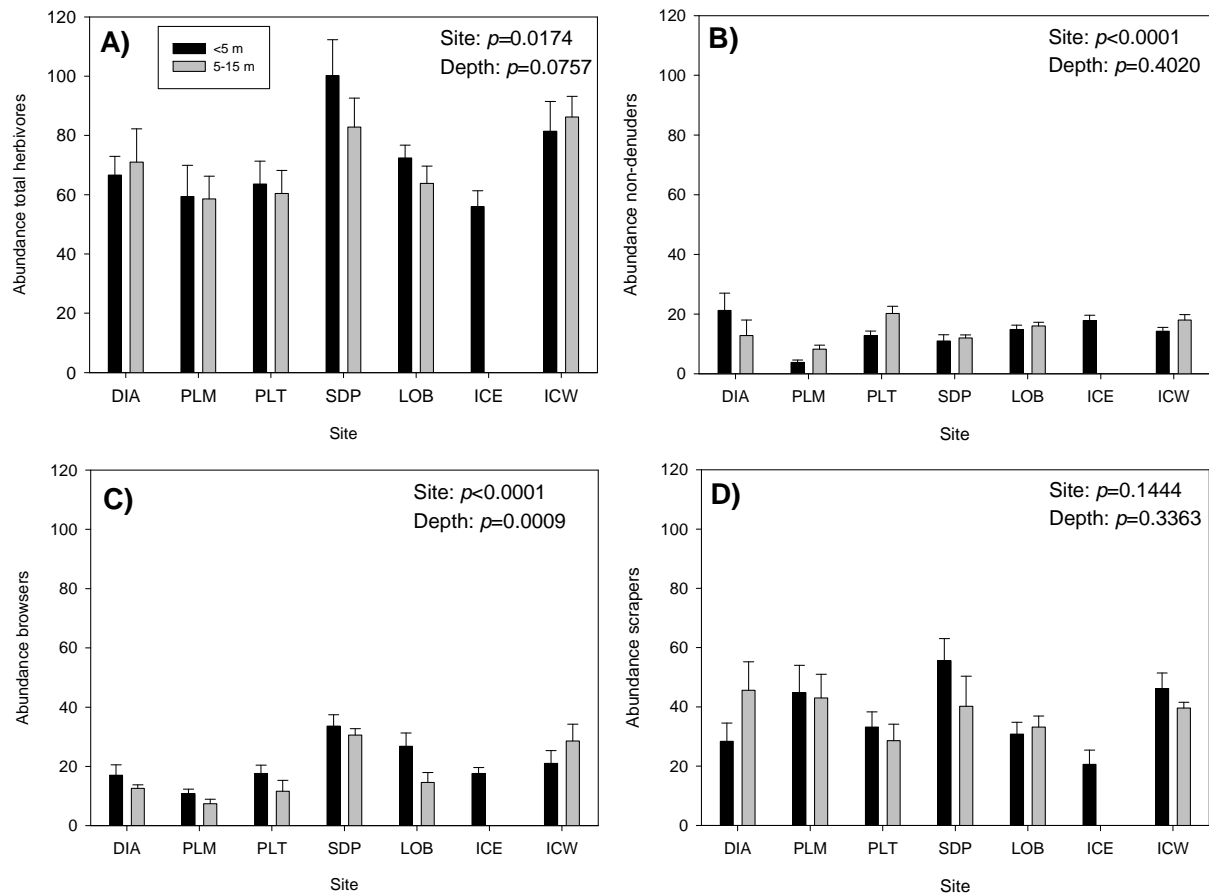 A)
<5 m
5-15 m
Site: p=0.0174
Depth: p=0.0757
Abundance total herbivores
120
100
80
60
40
20
0
DIA PLM PLT SDP LOB ICE ICW
Site
B)
Site: p<0.0001
Depth: p=0.4020
Abundance non-denuders
120
100
80
60
40
20
0
DIA PLM PLT SDP LOB ICE ICW
Site
C)
Site: p<0.0001
Depth: p=0.0009
Abundance browsers
120
100
80
60
40
20
0
DIA PLM PLT SDP LOB ICE ICW
Site
D)
Site: p=0.1444
Depth: p=0.3363
Abundance scrapers
120
100
80
60
40
20
0
DIA PLM PLT SDP LOB ICE ICW
Site